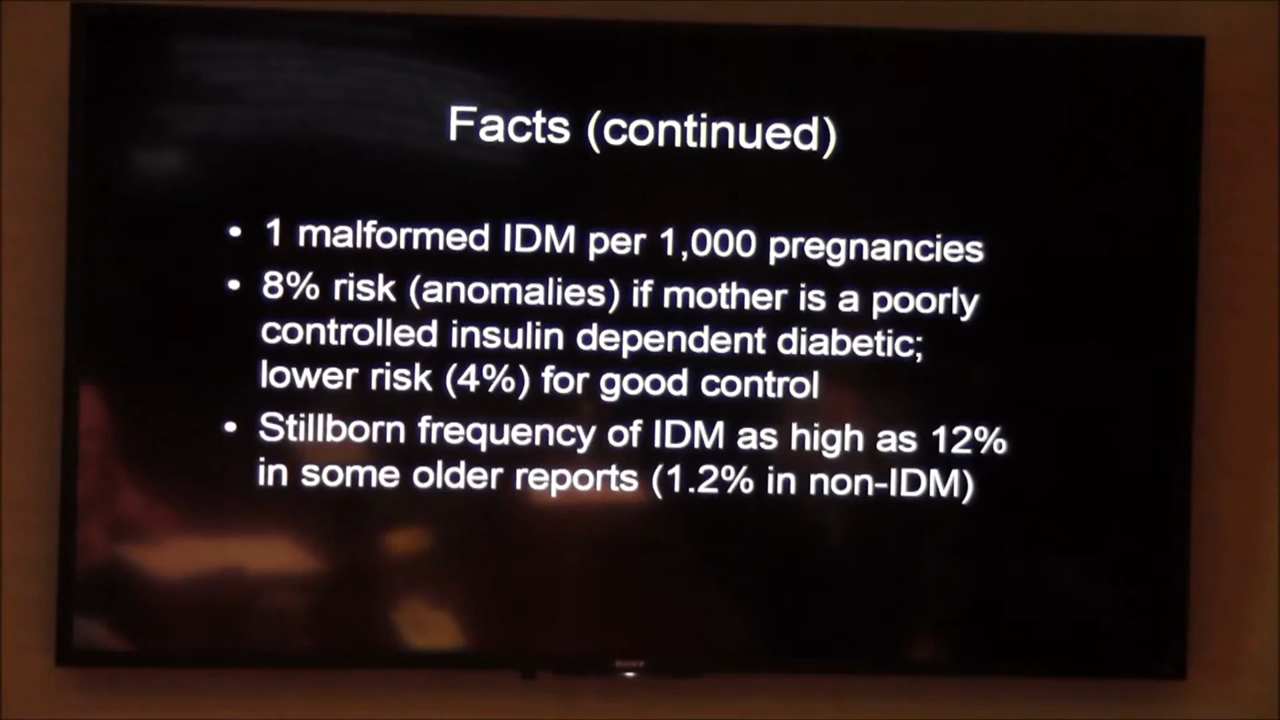 Facts (continued)
• 1 malformed IDM per 1,000 pregnancies
• 8% risk (anomalies) if mother is a poorly
controlled insulin dependent diabetic;
lower risk (4%) for good control
• Stillborn frequency of IDM as high as 12%
in some older reports (1.2% in non-IDM)
SONY